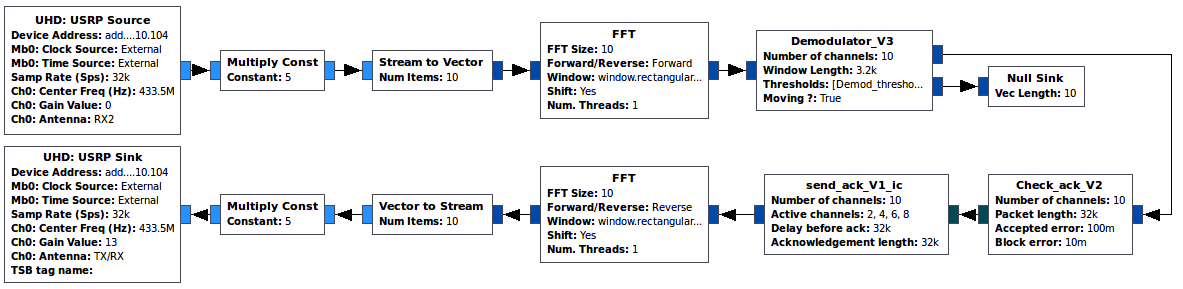 UHD: USRP Source
Device Address: add....10.104
Mb0: Clock Source: External
Mb0: Time Source: External
Samp Rate (Sps): 32k
Ch0: Center Freq (Hz): 433.5M
Ch0: Gain Value: 0
Ch0: Antenna: RX2
Multiply Const
Constant: 5
Stream to Vector
Num Items: 10
FFT
FFT Size: 10
Forward/Reverse: Forward
Window: window.rectangular...
Shift: Yes
Num. Threads: 1
Demodulator_V3
Number of channels: 10
Window Length: 3.2k
Thresholds: [Demod_thresho...
Moving ?: True
Null Sink
Vec Length: 10
UHD: USRP Sink
Device Address: add....10.104
Mb0: Clock Source: External
Mb0: Time Source: External
Samp Rate (Sps): 32k
Ch0: Center Freq (Hz): 433.5M
Ch0: Gain Value: 13
Ch0: Antenna: TX/RX
TSB tag name:
Multiply Const
Constant: 5
Vector to Stream
Num Items: 10
FFT
FFT Size: 10
Forward/Reverse: Reverse
Window: window.rectangular...
Shift: Yes
Num. Threads: 1
send_ack_V1_ic
Number of channels: 10
Active channels: 2, 4, 6, 8
Delay before ack: 32k
Acknowledgement length: 32k
Check_ack_V2
Number of channels: 10
Packet length: 32k
Accepted error: 100m
Block error: 10m